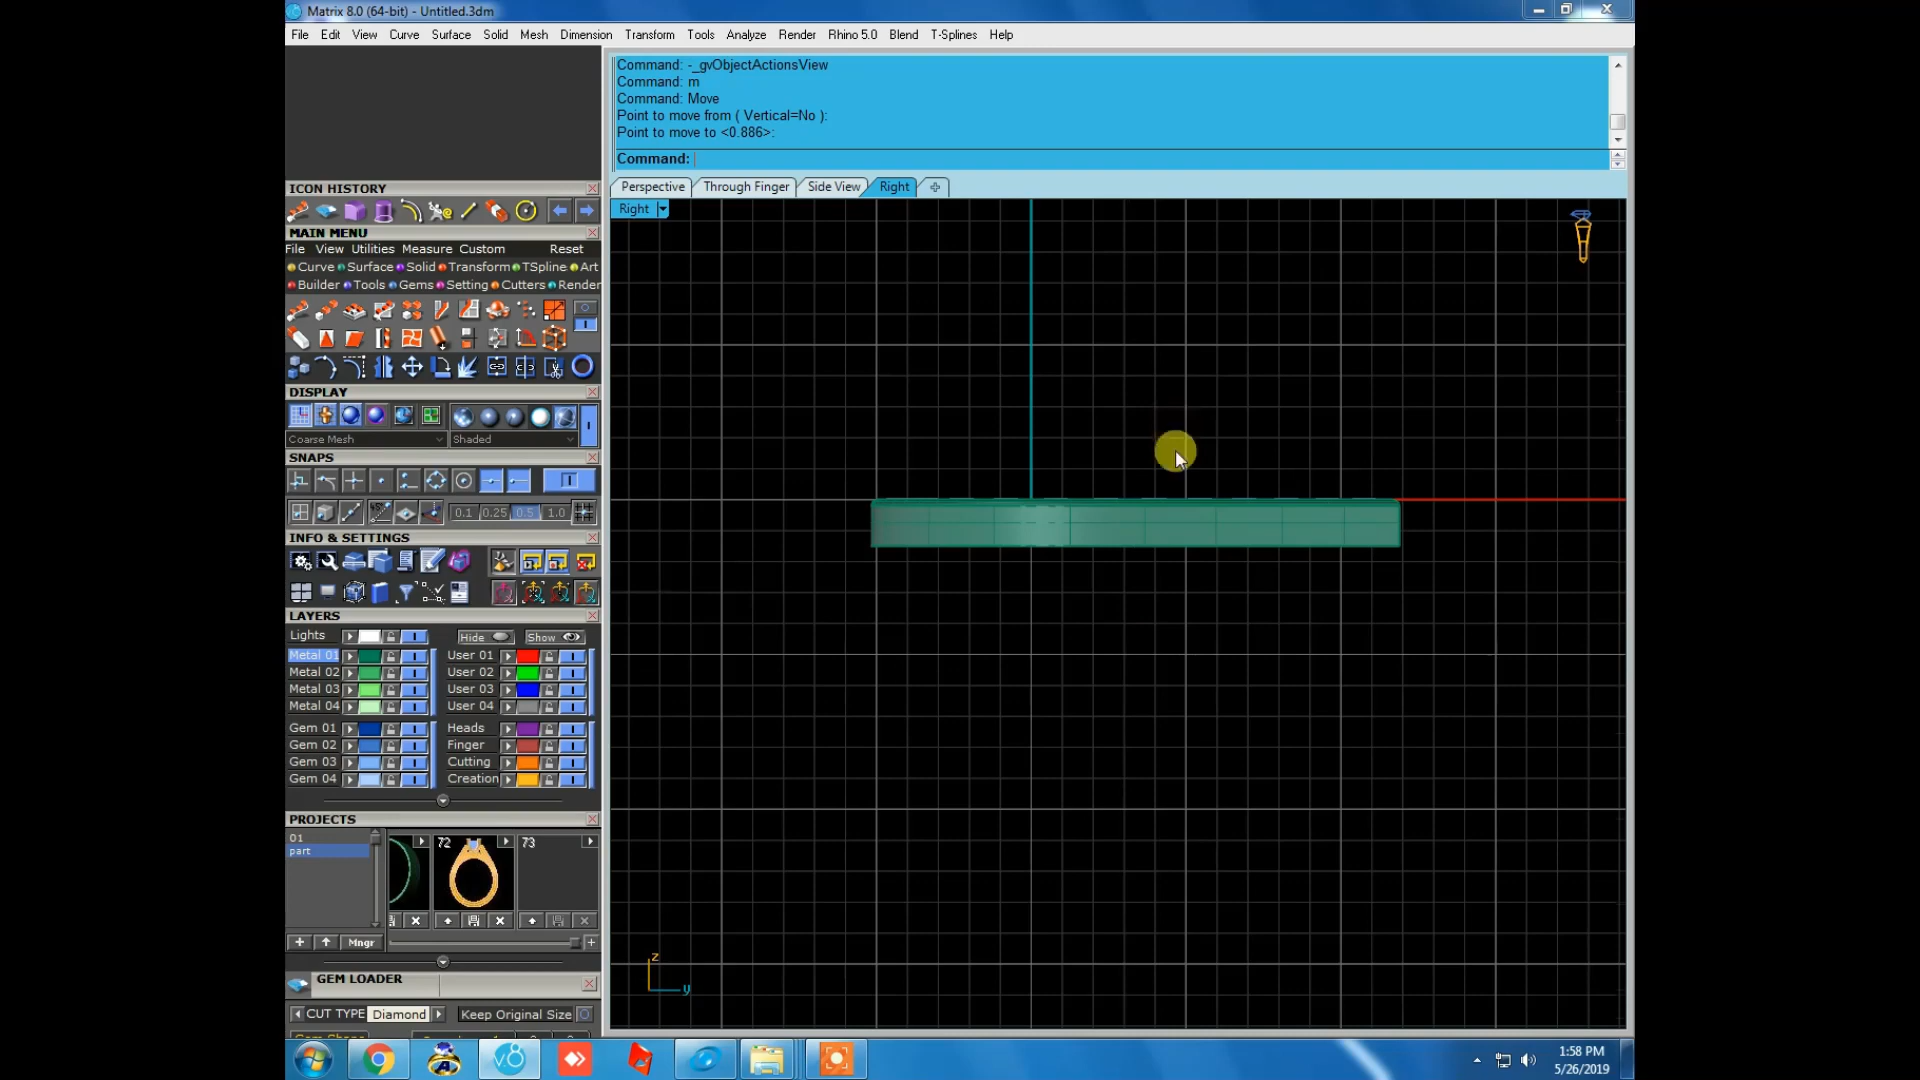 Matrix 8.0 (64-bit) - Untitled.3dm
File Edit View Curve Surface Solid Mesh Dimension Transform Tools Analyze Render Rhino 5.0 Blend T-Splines Help
Command: -_gvObjectActionsView
Command: m
Command: Move
Point to move from ( Vertical=No ):
Point to move to <0.886>:
Command:
Perspective Through Finger Side View Right
Right
ICON HISTORY
MAIN MENU
File View Utilities Measure Custom Reset
Curve Surface Solid Transform TSpline Art
Builder Tools Gems Setting Cutters Render
DISPLAY
Coarse Mesh Shaded
SNAPS
0.1 0.25 0.5 1.0
INFO & SETTINGS
LAYERS
Lights Hide Show
Metal 01 User 01
Metal 02 User 02
Metal 03 User 03
Metal 04 User 04
Gem 01 Heads
Gem 02 Finger
Gem 03 Cutting
Gem 04 Creation
PROJECTS
01
part
72 73
Mngr
GEM LOADER
CUT TYPE Diamond Keep Original Size
z
y
1:58 PM
5/26/2019